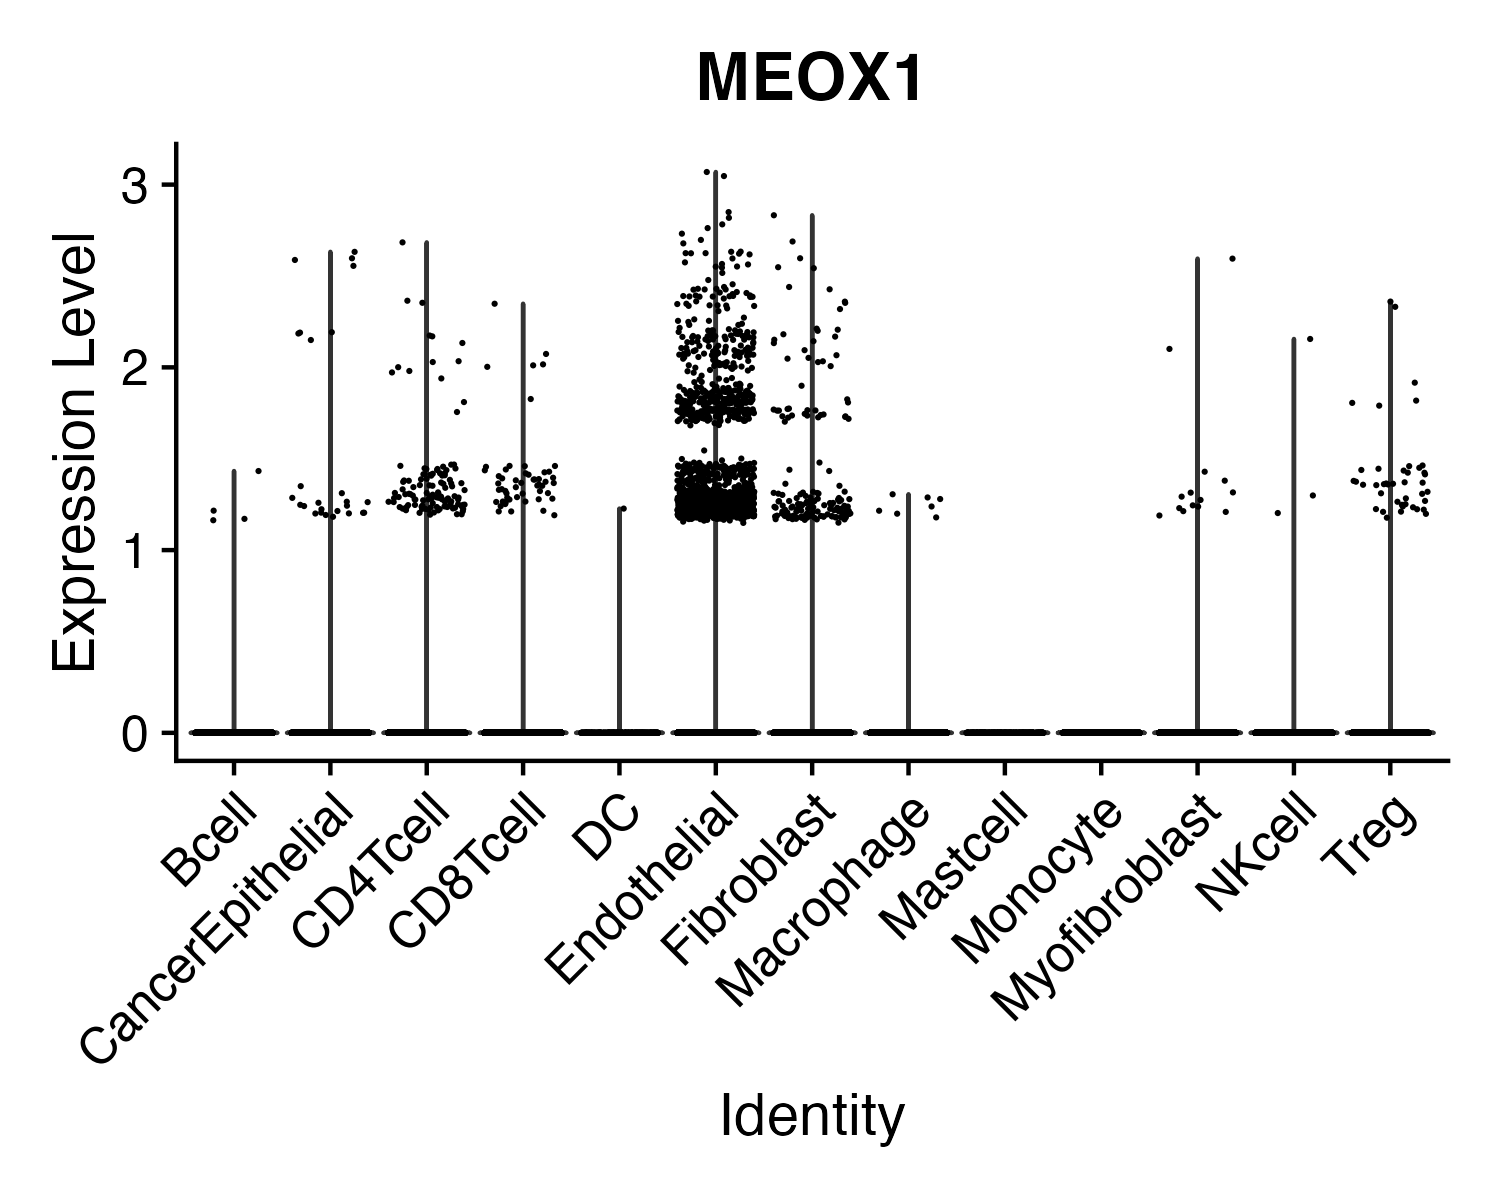 MEOX1
Expression Level
3
2
1
0
Bcell
CancerEpithelial
CD4Tcell
CD8Tcell
DC
Endothelial
Fibroblast
Macrophage
Mastcell
Monocyte
Myofibroblast
NKcell
Treg
Identity